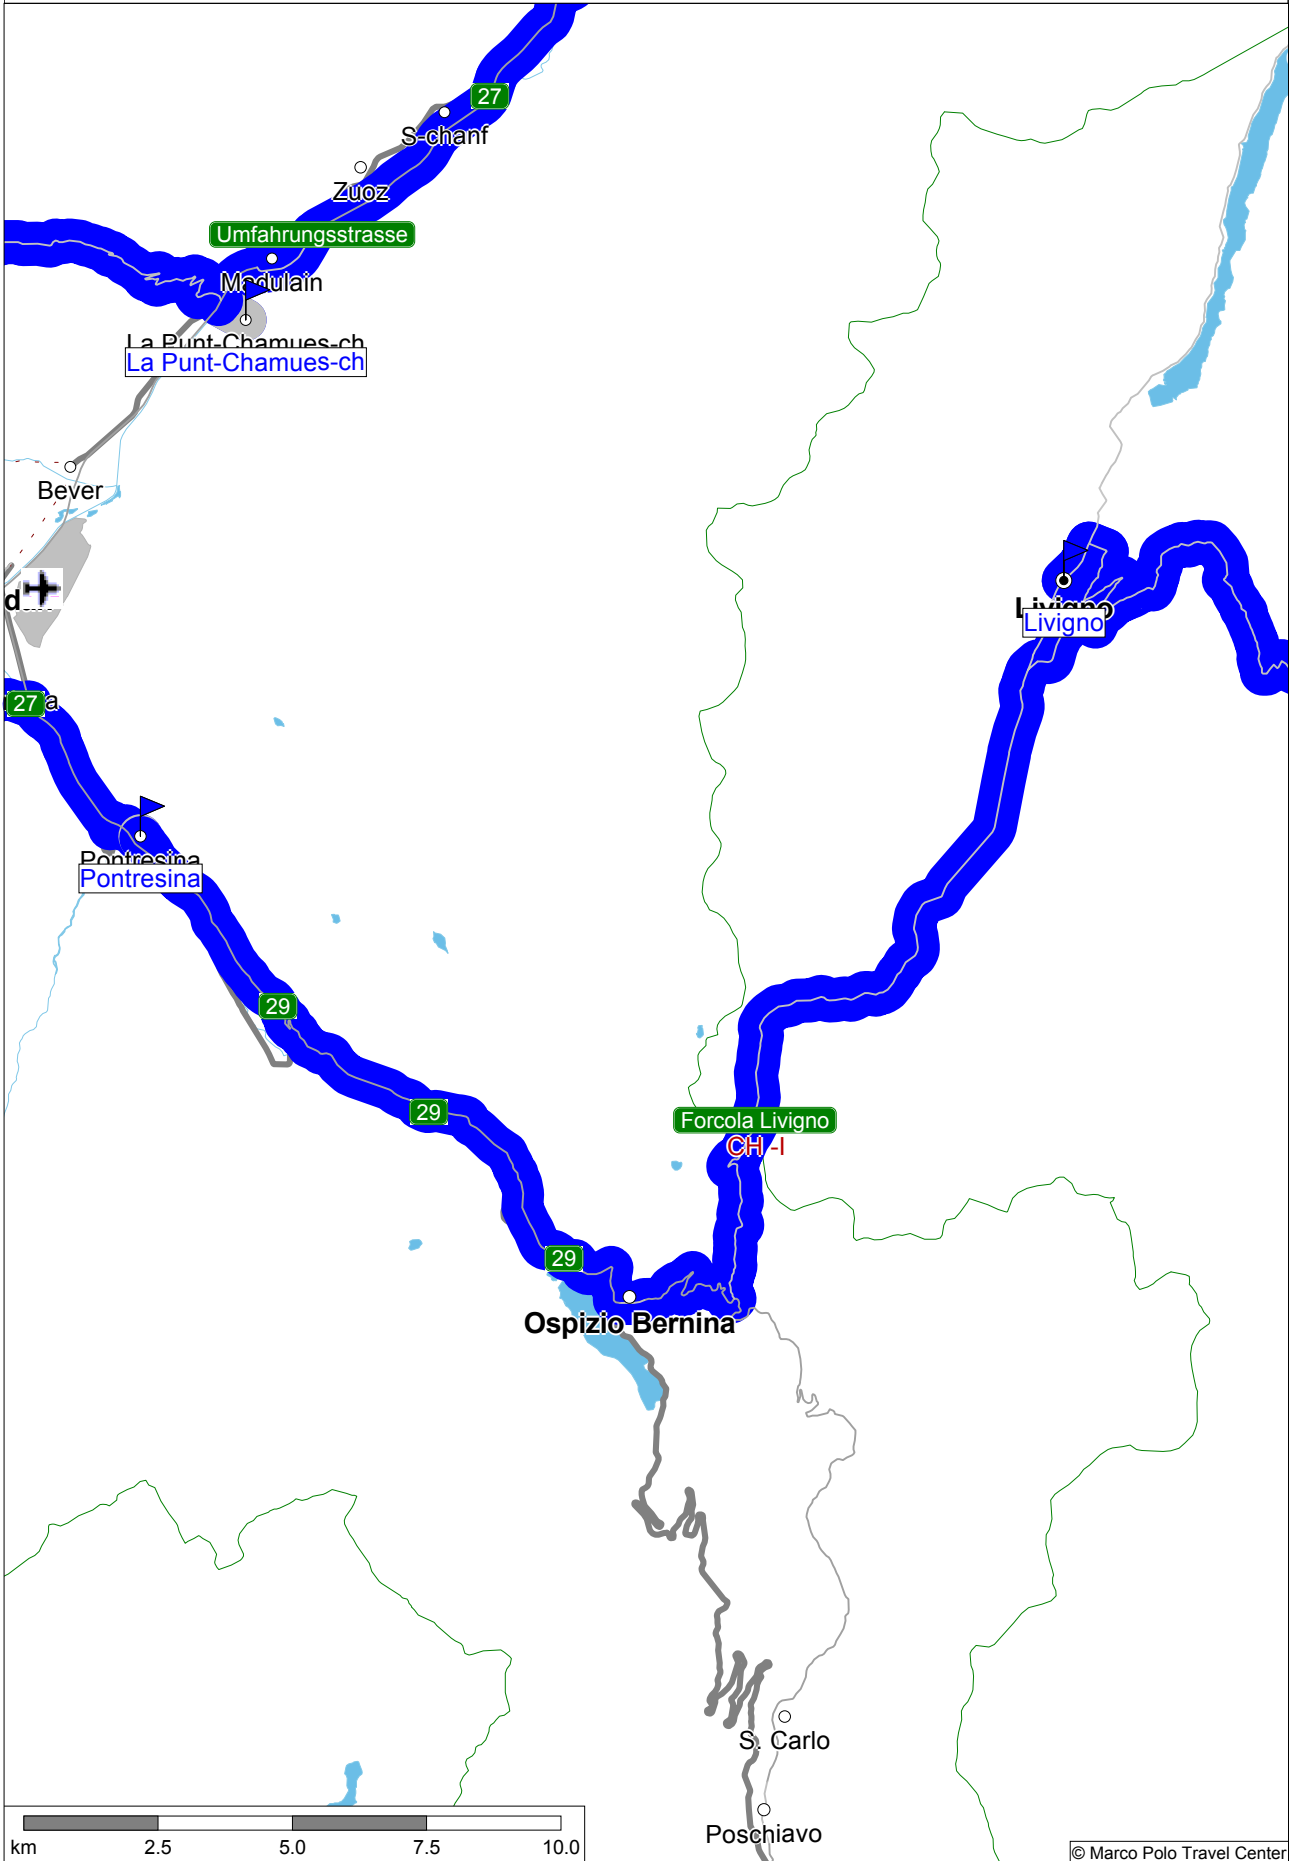 27
S-chanf
Zuoz
Umfahrungsstrasse
Madulain
La Punt-Chamues-ch
La Punt-Chamues-ch
Bever
Livigno
Livigno
27
Pontresina
Pontresina
29
29
Forcola Livigno
CH -I
29
Ospizio Bernina
S. Carlo
Poschiavo
km 2.5 5.0 7.5 10.0
© Marco Polo Travel Center